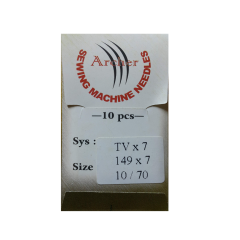 Archer
SEWING MACHINE NEEDLES
—10 pcs—
Sys : TV x 7
Size 149 x 7
10 / 70